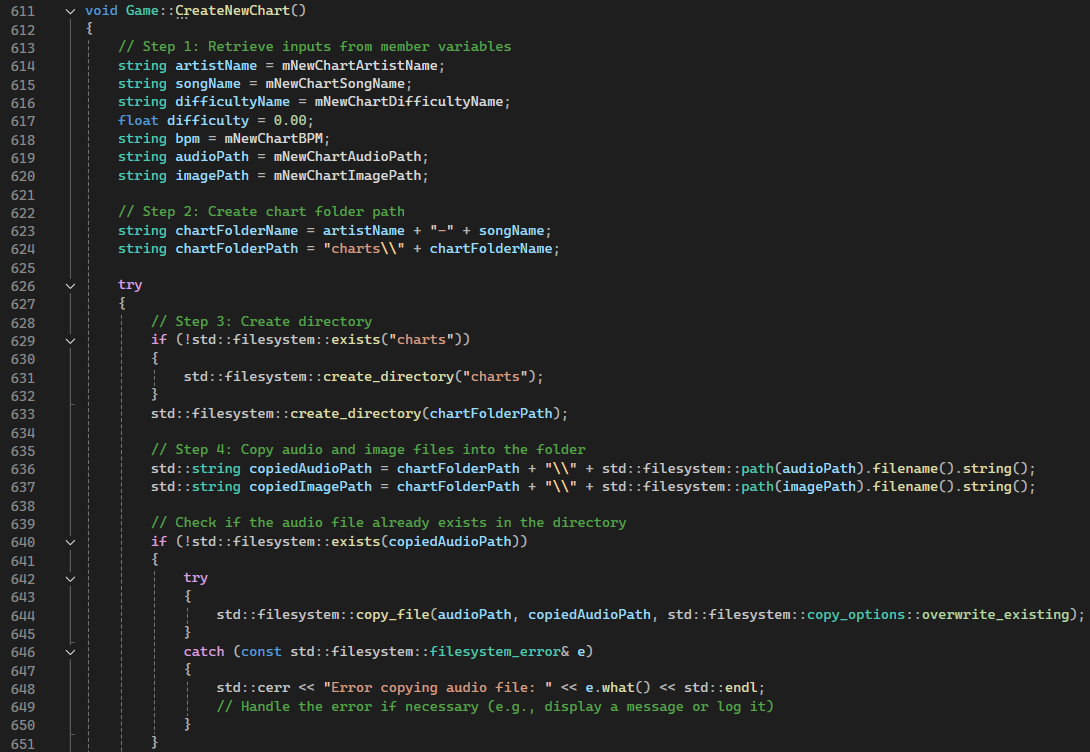 611 void Game::CreateNewChart()
612 {
613 // Step 1: Retrieve inputs from member variables
614 string artistName = mNewChartArtistName;
615 string songName = mNewChartSongName;
616 string difficultyName = mNewChartDifficultyName;
617 float difficulty = 0.00;
618 string bpm = mNewChartBPM;
619 string audioPath = mNewChartAudioPath;
620 string imagePath = mNewChartImagePath;
621
622 // Step 2: Create chart folder path
623 string chartFolderName = artistName + "-" + songName;
624 string chartFolderPath = "charts\\" + chartFolderName;
625
626 try
627 {
628 // Step 3: Create directory
629 if (!std::filesystem::exists("charts"))
630 {
631 std::filesystem::create_directory("charts");
632 }
633 std::filesystem::create_directory(chartFolderPath);
634
635 // Step 4: Copy audio and image files into the folder
636 std::string copiedAudioPath = chartFolderPath + "\\" + std::filesystem::path(audioPath).filename().string();
637 std::string copiedImagePath = chartFolderPath + "\\" + std::filesystem::path(imagePath).filename().string();
638
639 // Check if the audio file already exists in the directory
640 if (!std::filesystem::exists(copiedAudioPath))
641 {
642 try
643 {
644 std::filesystem::copy_file(audioPath, copiedAudioPath, std::filesystem::copy_options::overwrite_existing);
645 }
646 catch (const std::filesystem::filesystem_error& e)
647 {
648 std::cerr << "Error copying audio file: " << e.what() << std::endl;
649 // Handle the error if necessary (e.g., display a message or log it)
650 }
651 }